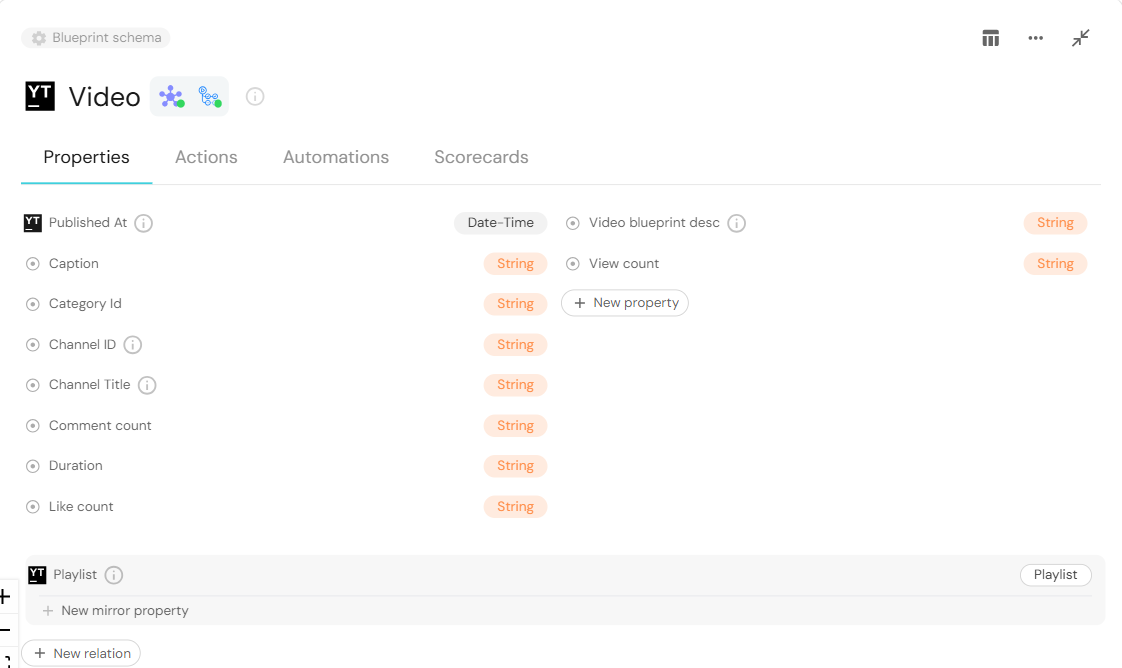 Blueprint schema
YT Video
Properties Actions Automations Scorecards
YT Published At Date-Time
Caption String
Category Id String
Channel ID String
Channel Title String
Comment count String
Duration String
Like count String
Video blueprint desc String
View count String
+ New property
YT Playlist Playlist
+ New mirror property
+ New relation